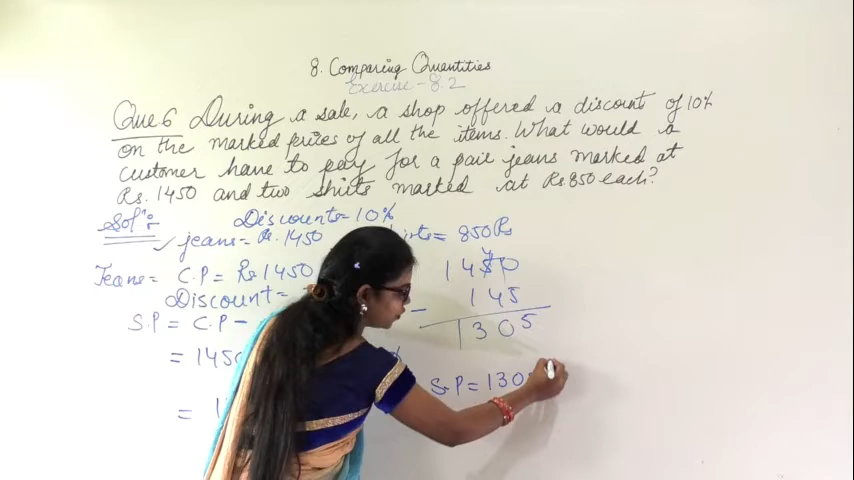 8. Comparing Quantities
Exercise - 8.2
Que 6 During a sale, a shop offered a discount of 10%
on the marked prices of all the items. What would a
customer have to pay for a pair jeans marked at
Rs. 1450 and two shirts marked at Rs 850 each?
Solⁿ: Discount = 10%
✓ jeans = Rs. 1450 = 850 Rs
Jeans = C.P = Rs 1450
Discount =
S.P = C.P -
= 1450
=
1450
- 145
1305
S.P = 130